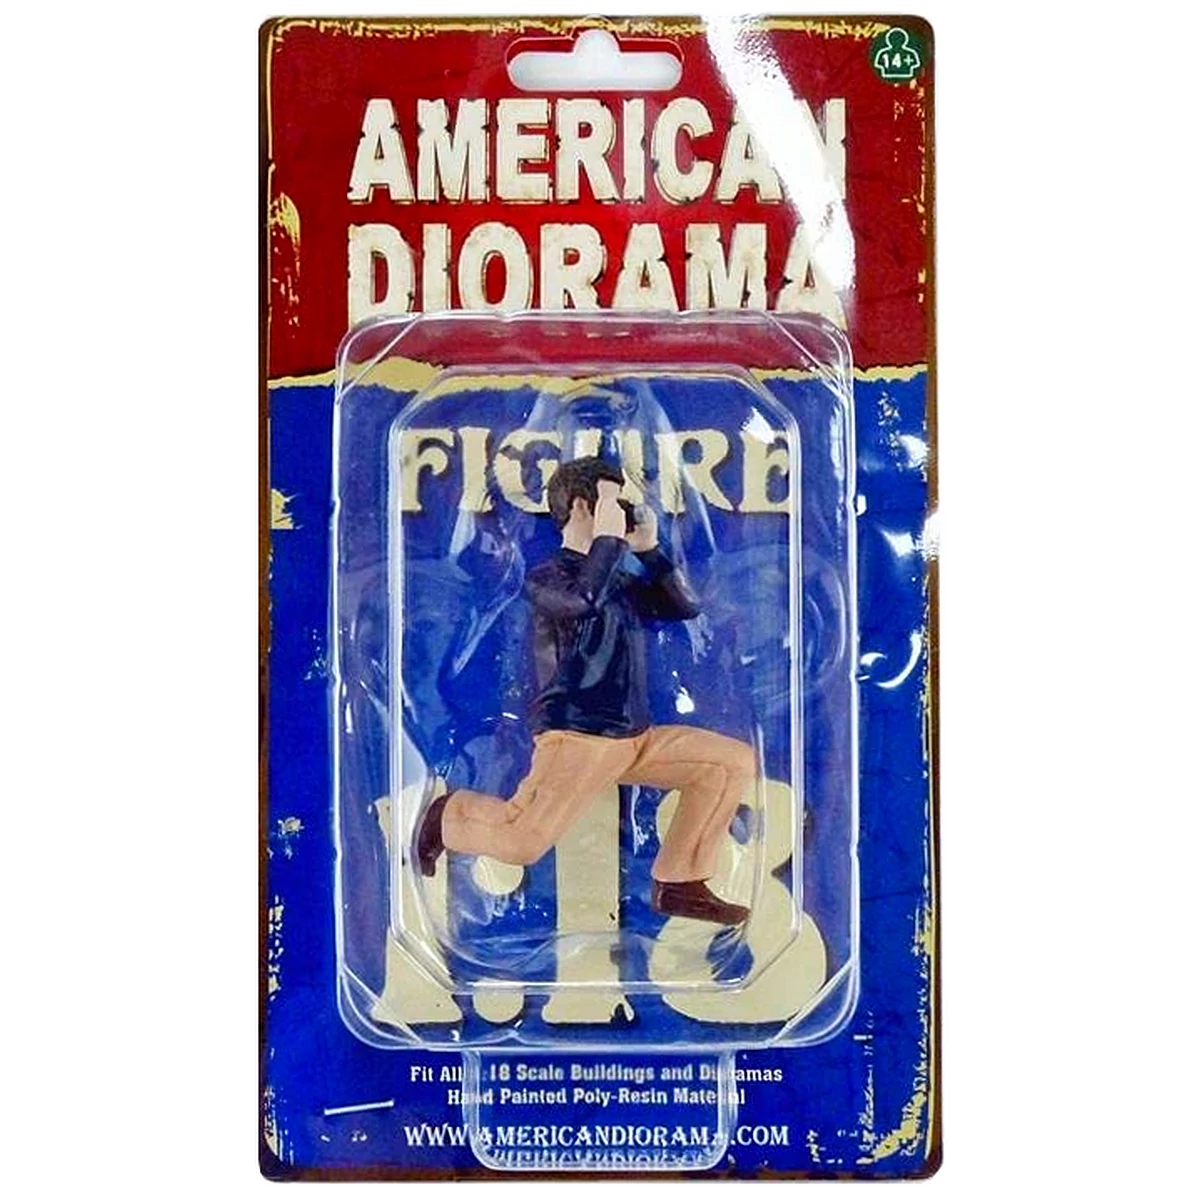 14+
AMERICAN
DIORAMA
FIGURE
1:18
Fit All 1:18 Scale Buildings and Dioramas
Hand Painted Poly-Resin Material
WWW.AMERICANDIORAMA.COM